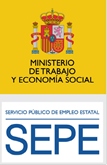 MINISTERIO
DE TRABAJO
Y ECONOMÍA SOCIAL
SERVICIO PÚBLICO DE EMPLEO ESTATAL
SEPE